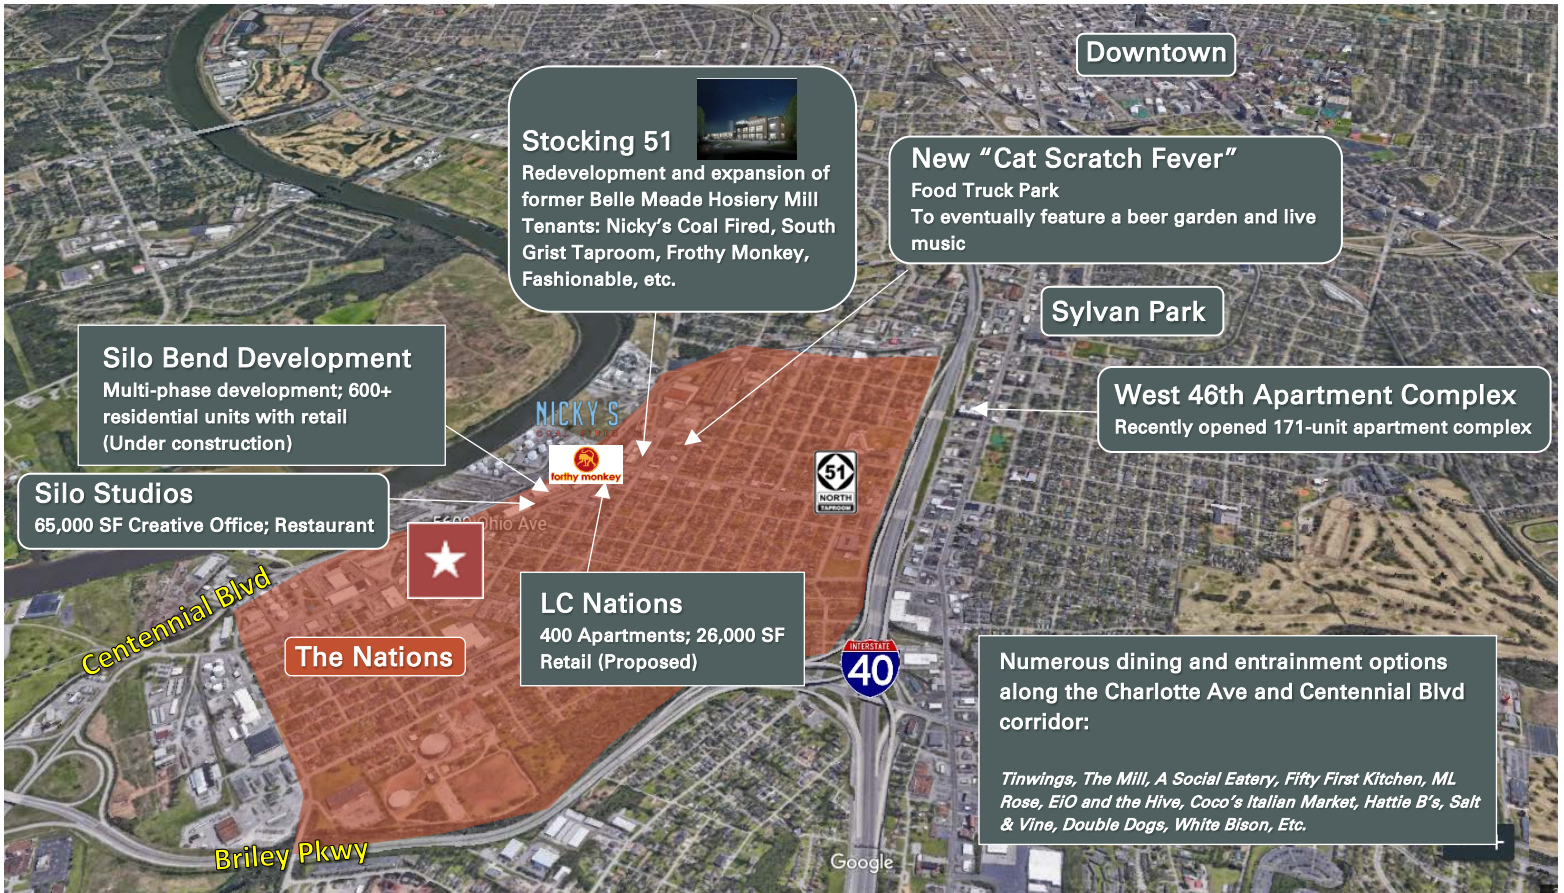 Downtown
Stocking 51
Redevelopment and expansion of
former Belle Meade Hosiery Mill
Tenants: Nicky's Coal Fired, South
Grist Taproom, Frothy Monkey,
Fashionable, etc.
New “Cat Scratch Fever”
Food Truck Park
To eventually feature a beer garden and live
music
Sylvan Park
Silo Bend Development
Multi-phase development; 600+
residential units with retail
(Under construction)
West 46th Apartment Complex
Recently opened 171-unit apartment complex
NICKY'S
forthy monkey
51
NORTH
TAPROOM
Silo Studios
65,000 SF Creative Office; Restaurant
Ohio Ave
Centennial Blvd
LC Nations
400 Apartments; 26,000 SF
Retail (Proposed)
The Nations
INTERSTATE
40
Numerous dining and entrainment options
along the Charlotte Ave and Centennial Blvd
corridor:
Tinwings, The Mill, A Social Eatery, Fifty First Kitchen, ML
Rose, EiO and the Hive, Coco's Italian Market, Hattie B's, Salt
& Vine, Double Dogs, White Bison, Etc.
Briley Pkwy
Google